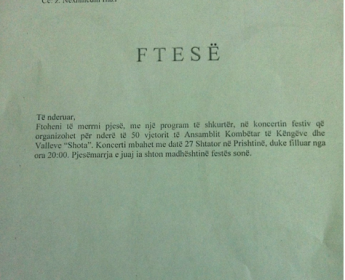 FTESË
Të nderuar,
Ftoheni të merrni pjesë, me një program të shkurtër, në koncertin festiv që
organizohet për nderë të 50 vjetorit të Ansamblit Kombëtar të Këngëve dhe
Valleve “Shota”. Koncerti mbahet me datë 27 Shtator në Prishtinë, duke filluar nga
ora 20:00. Pjesëmarrja e juaj ia shton madhështinë festës sonë.